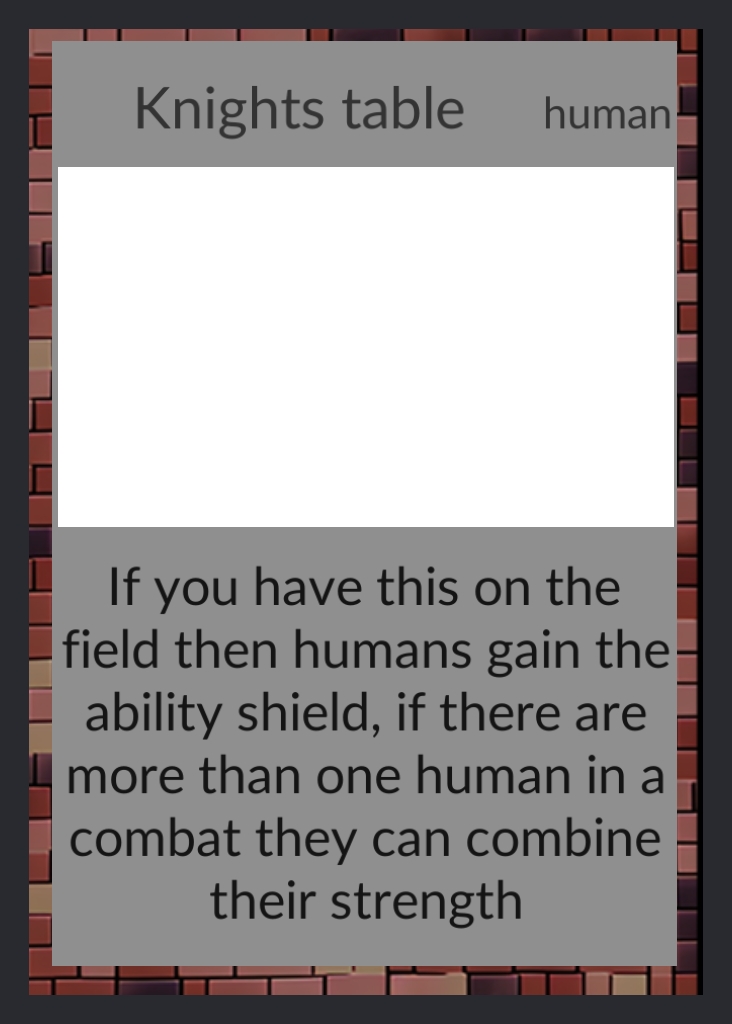 Knights table human
If you have this on the
field then humans gain the
ability shield, if there are
more than one human in a
combat they can combine
their strength